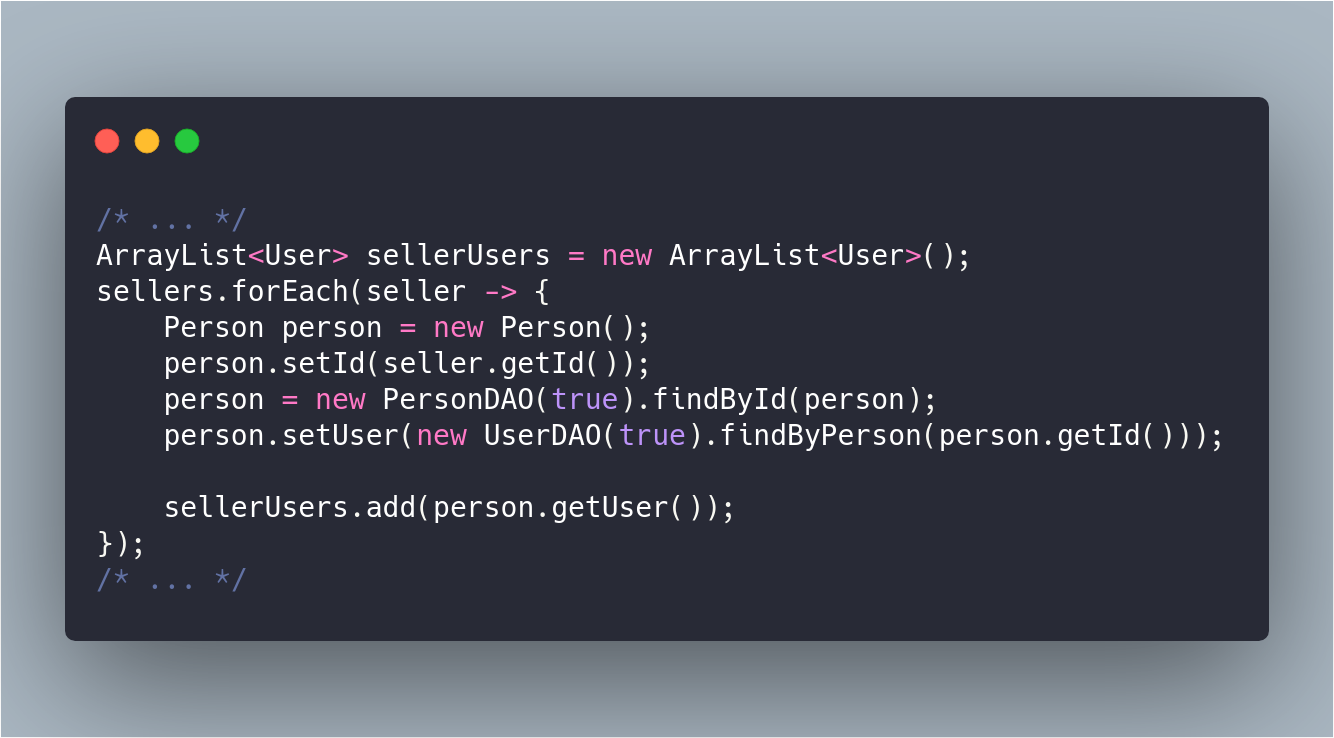 /* ... */
ArrayList<User> sellerUsers = new ArrayList<User>();
sellers.forEach(seller -> {
    Person person = new Person();
    person.setId(seller.getId());
    person = new PersonDAO(true).findById(person);
    person.setUser(new UserDAO(true).findByPerson(person.getId()));

    sellerUsers.add(person.getUser());
});
/* ... */